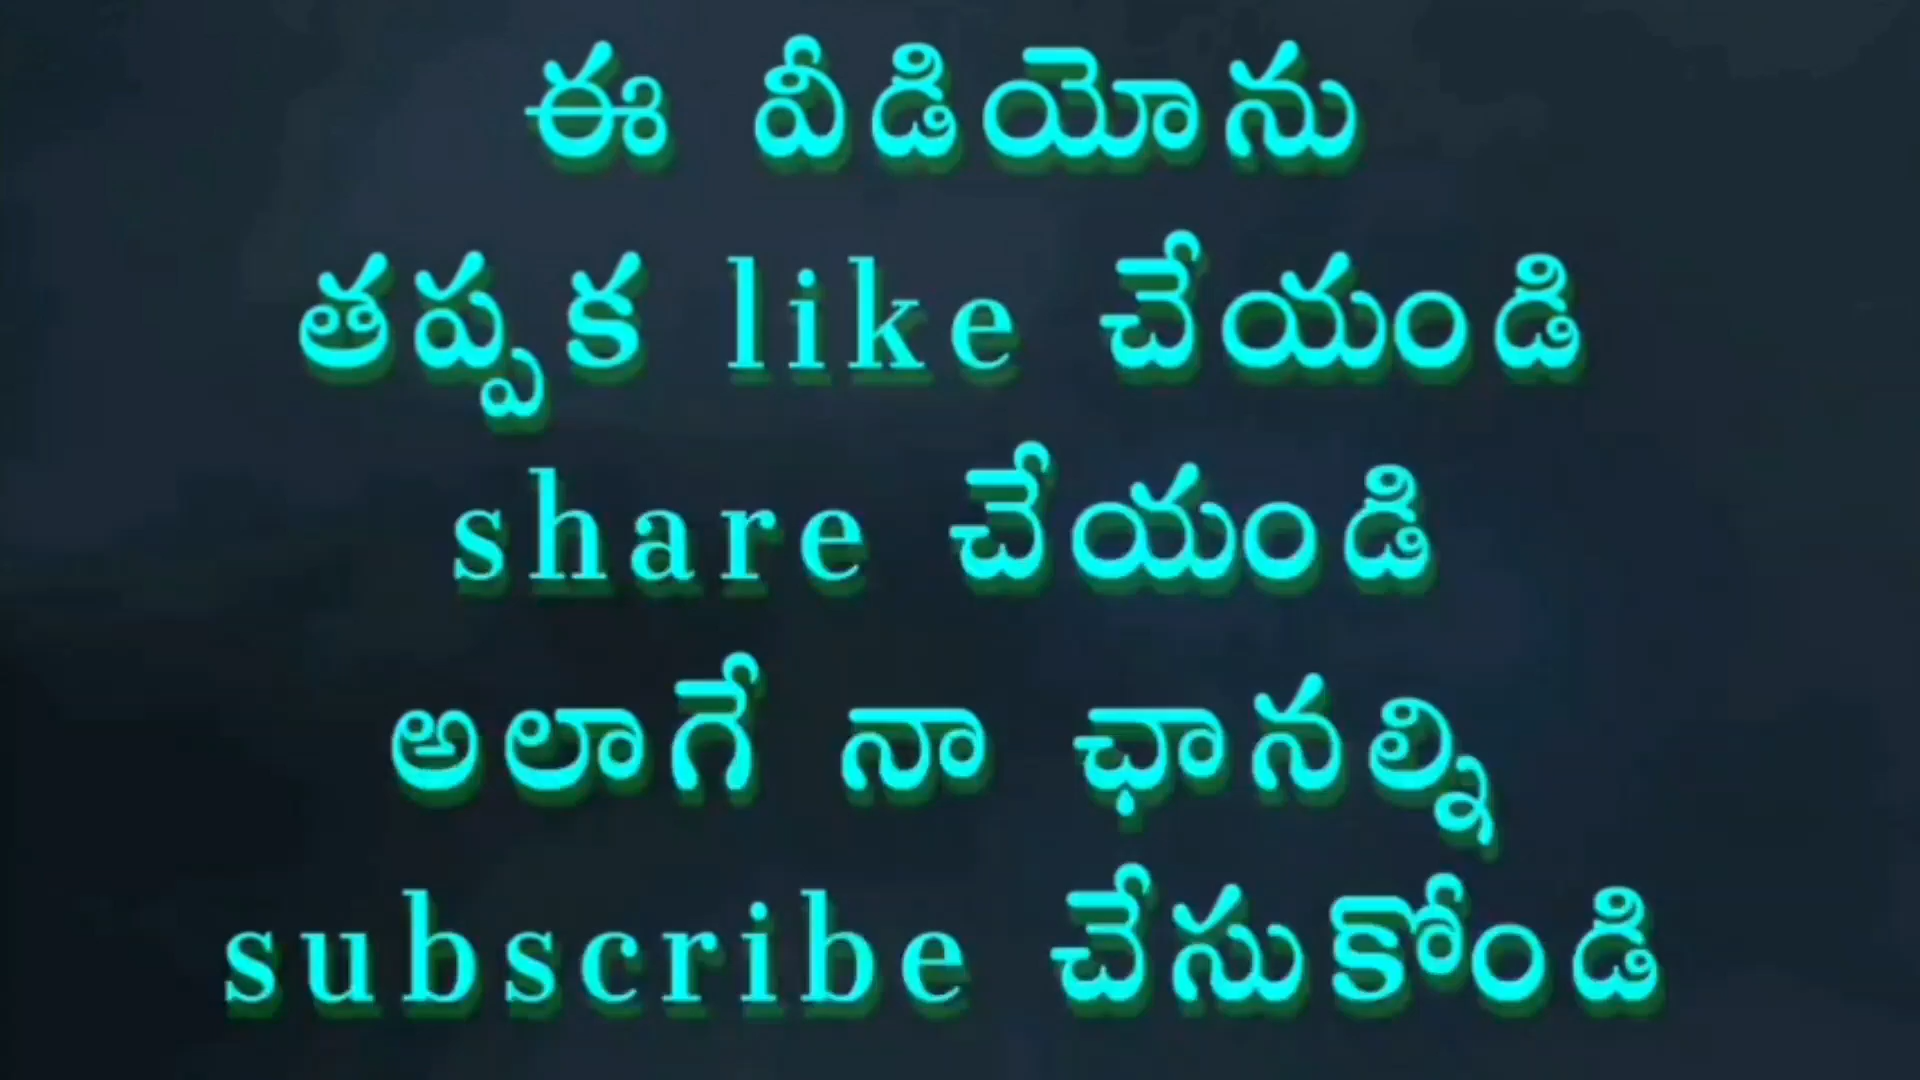 ఈ వీడియోను
తప్పక like చేయండి
share చేయండి
అలాగే నా ఛానల్ని
subscribe చేసుకోండి